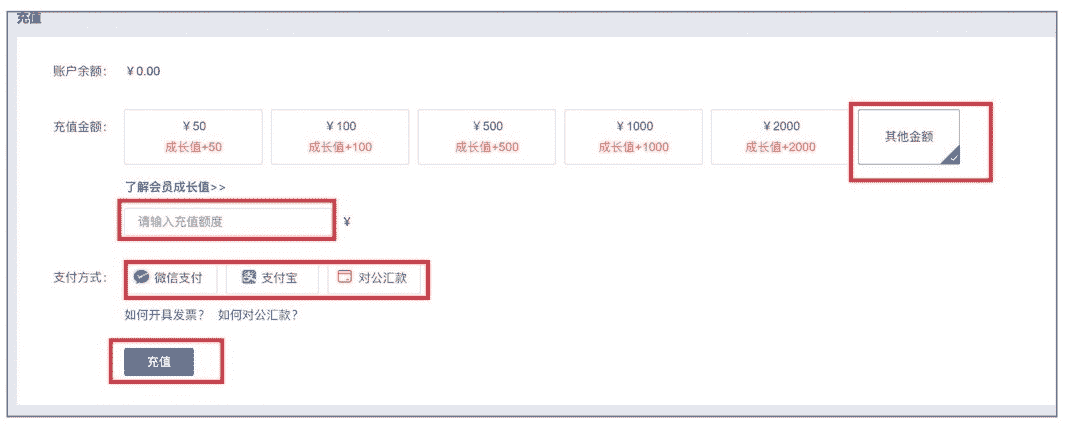 充值
账户余额： ￥0.00
充值金额： ￥50 ￥100 ￥500 ￥1000 ￥2000 其他金额
成长值+50 成长值+100 成长值+500 成长值+1000 成长值+2000
了解会员成长值>>
请输入充值额度 ￥
支付方式： 微信支付 支付宝 对公汇款
如何开具发票？ 如何对公汇款？
充值